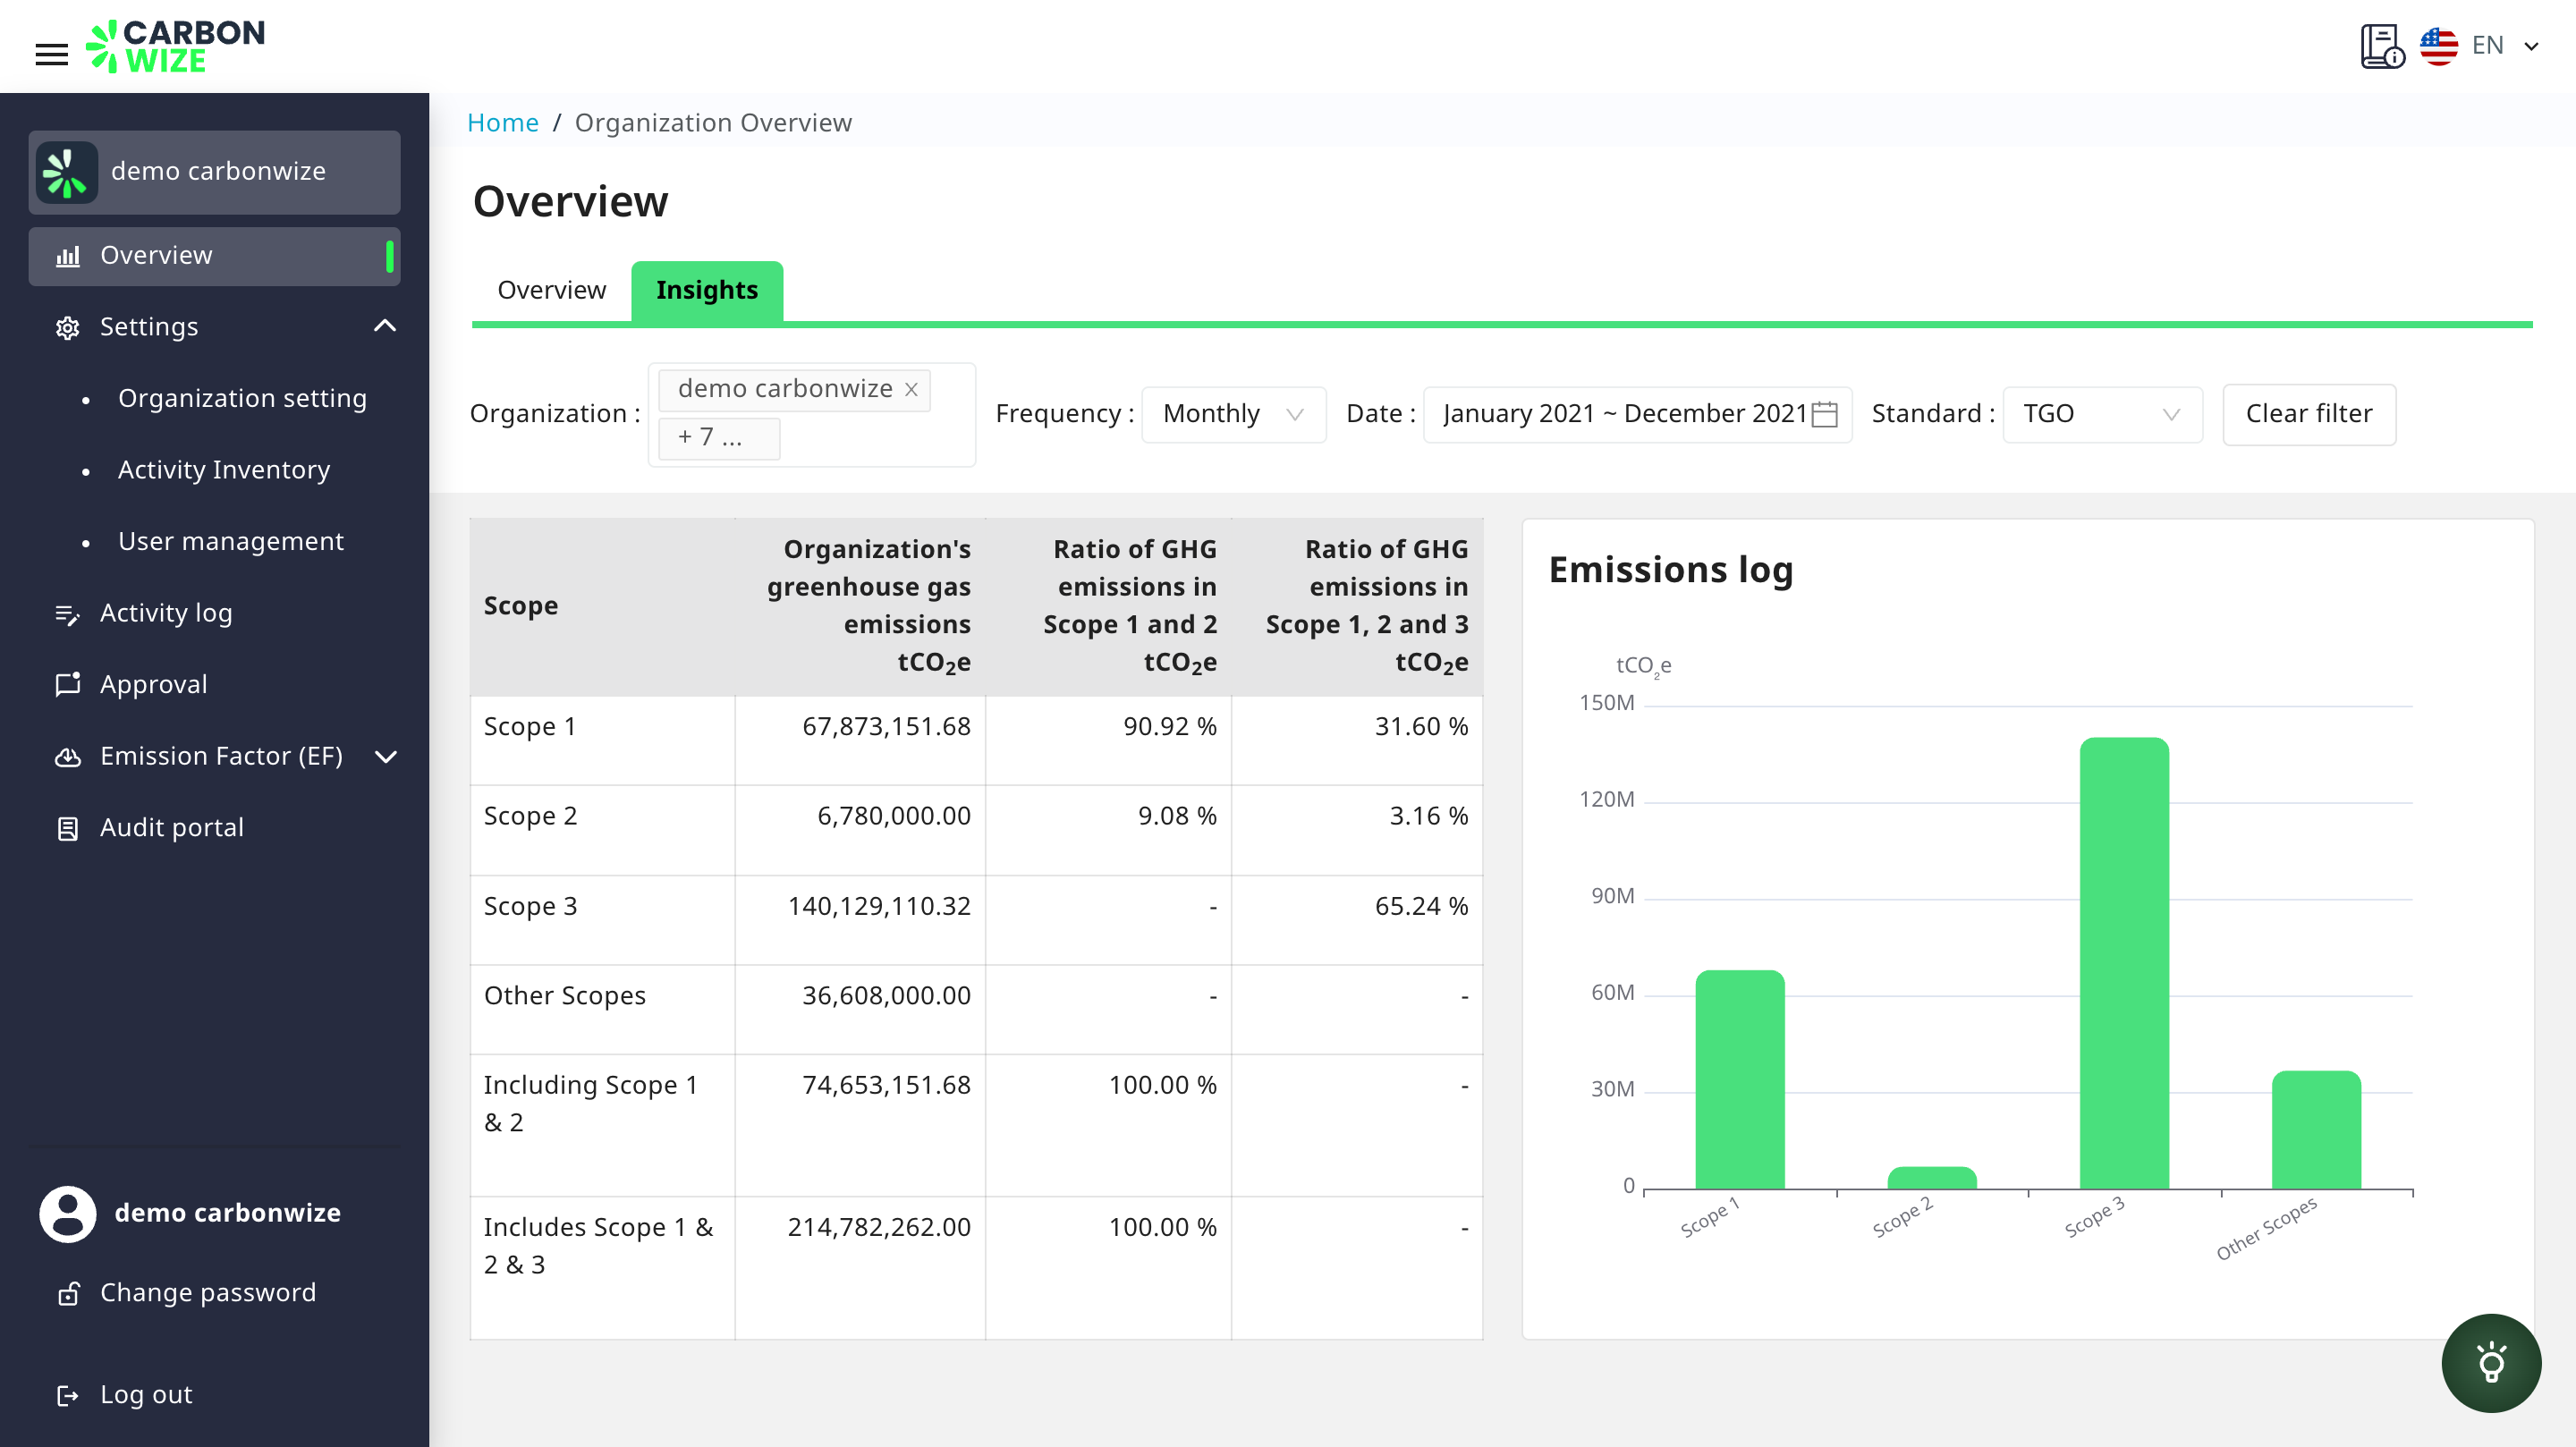 CARBON
WIZE
EN
demo carbonwize
Overview
Settings
Organization setting
Activity Inventory
User management
Activity log
Approval
Emission Factor (EF)
Audit portal
demo carbonwize
Change password
Log out
Home / Organization Overview
Overview
Overview Insights
Organization : demo carbonwize + 7 ... Frequency : Monthly Date : January 2021 ~ December 2021 Standard : TGO Clear filter
Scope
Organization's
greenhouse gas
emissions
tCO₂e
Ratio of GHG
emissions in
Scope 1 and 2
tCO₂e
Ratio of GHG
emissions in
Scope 1, 2 and 3
tCO₂e
Scope 1 67,873,151.68 90.92 % 31.60 %
Scope 2 6,780,000.00 9.08 % 3.16 %
Scope 3 140,129,110.32 - 65.24 %
Other Scopes 36,608,000.00 - -
Including Scope 1 74,653,151.68 100.00 % -
& 2
Includes Scope 1 & 214,782,262.00 100.00 % -
2 & 3
Emissions log
tCO₂e
150M
120M
90M
60M
30M
0
Scope 1
Scope 2
Scope 3
Other Scopes